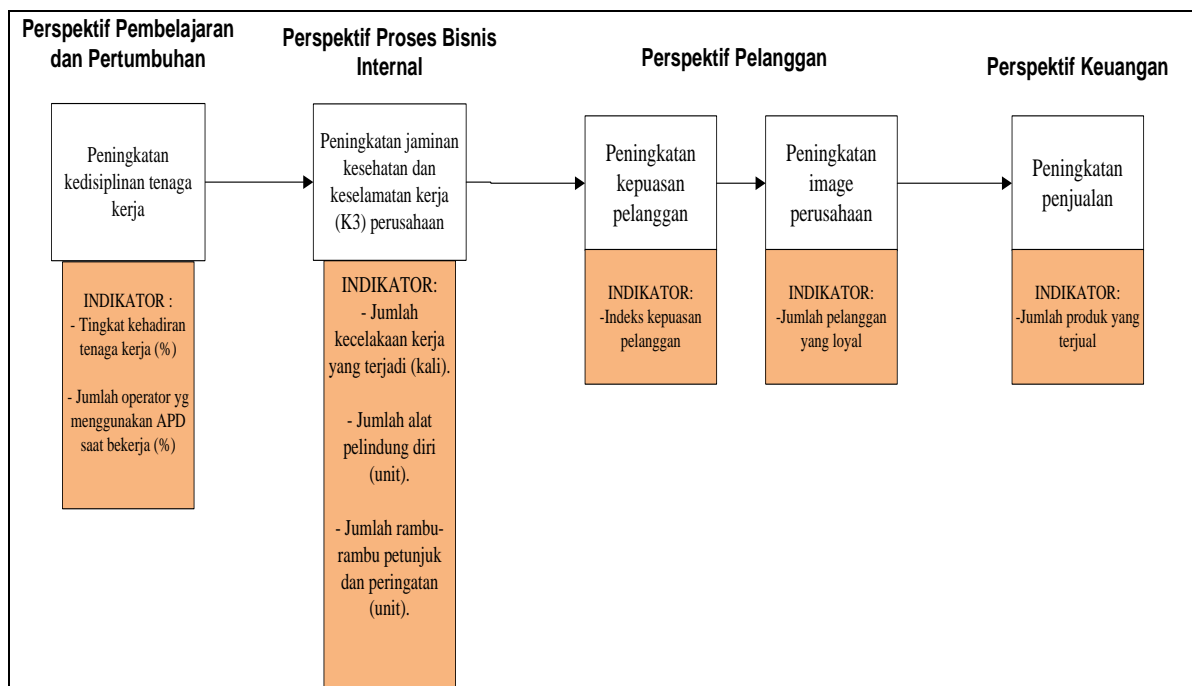 Perspektif Pembelajaran
dan Pertumbuhan
Perspektif Proses Bisnis
Internal
Perspektif Pelanggan
Perspektif Keuangan
Peningkatan
kedisiplinan tenaga
kerja
Peningkatan jaminan
kesehatan dan
keselamatan kerja
(K3) perusahaan
Peningkatan
kepuasan
pelanggan
Peningkatan
image
perusahaan
Peningkatan
penjualan
INDIKATOR :
- Tingkat kehadiran
tenaga kerja (%)
- Jumlah operator yg
menggunakan APD
saat bekerja (%)
INDIKATOR:
- Jumlah
kecelakaan kerja
yang terjadi (kali).
- Jumlah alat
pelindung diri
(unit).
- Jumlah rambu-
rambu petunjuk
dan peringatan
(unit).
INDIKATOR:
-Indeks kepuasan
pelanggan
INDIKATOR:
-Jumlah pelanggan
yang loyal
INDIKATOR:
-Jumlah produk yang
terjual